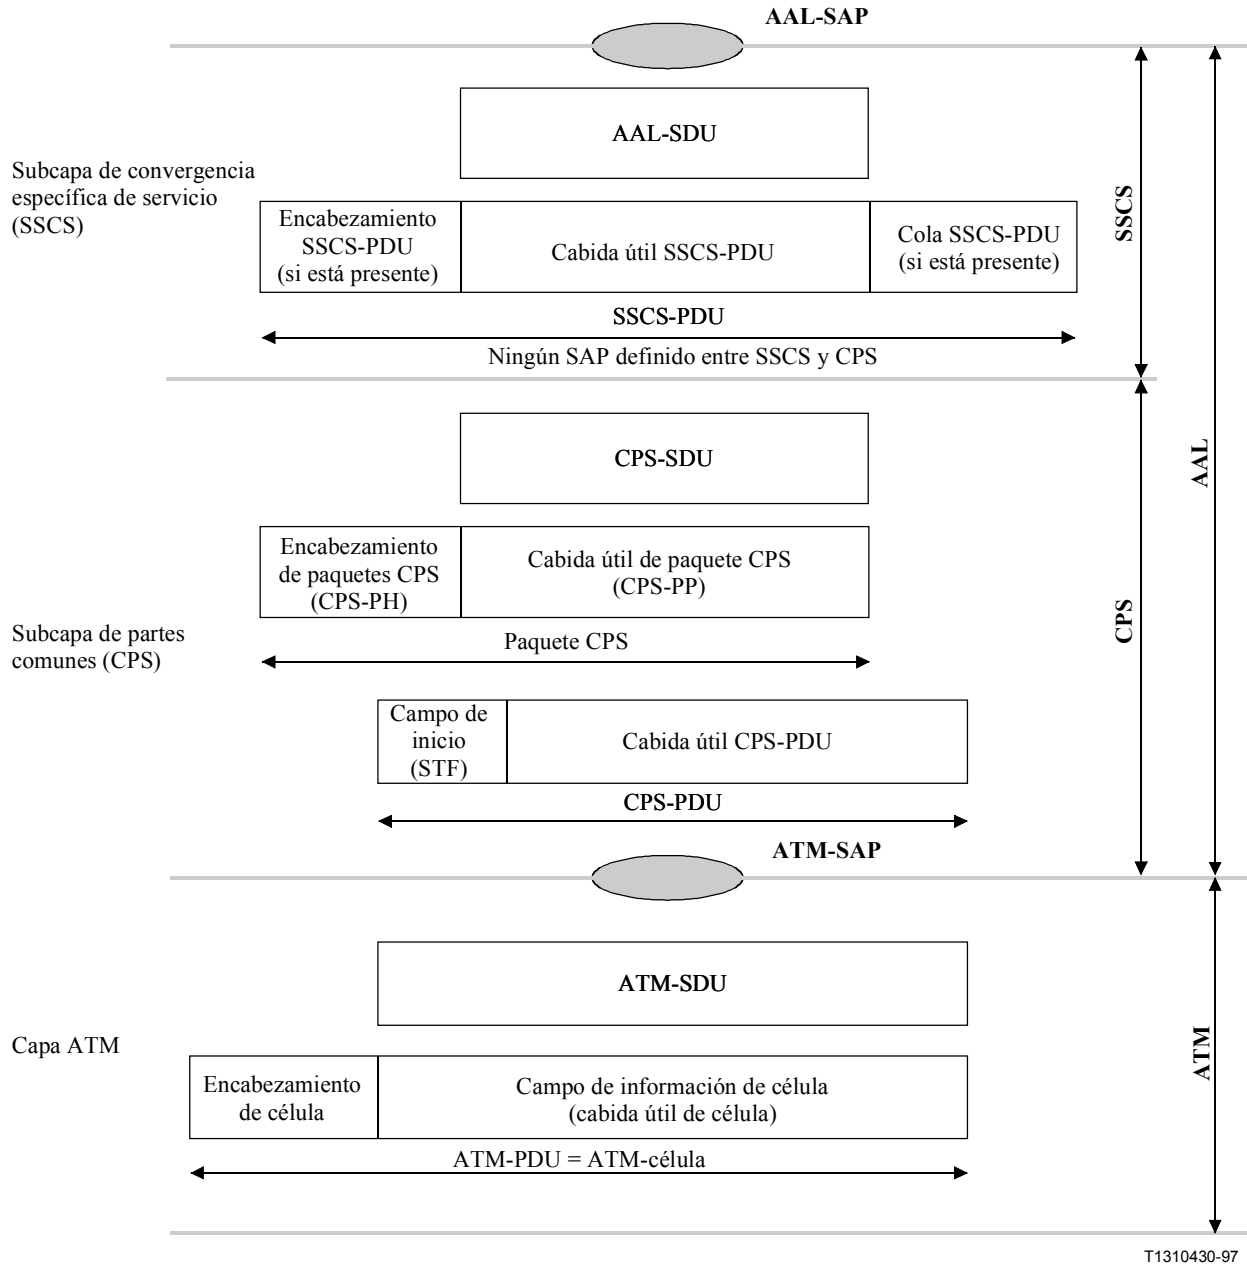 AAL-SAP
AAL-SDU
Subcapa de convergencia
específica de servicio
(SSCS)
Encabezamiento
SSCS-PDU
(si está presente)
Cabida útil SSCS-PDU
Cola SSCS-PDU
(si está presente)
SSCS-PDU
Ningún SAP definido entre SSCS y CPS
SSCS
AAL
CPS-SDU
Encabezamiento
de paquetes CPS
(CPS-PH)
Cabida útil de paquete CPS
(CPS-PP)
Subcapa de partes
comunes (CPS)
Paquete CPS
CPS
Campo de
inicio
(STF)
Cabida útil CPS-PDU
CPS-PDU
ATM-SAP
ATM-SDU
Capa ATM
Encabezamiento
de célula
Campo de información de célula
(cabida útil de célula)
ATM-PDU = ATM-célula
ATM
T1310430-97